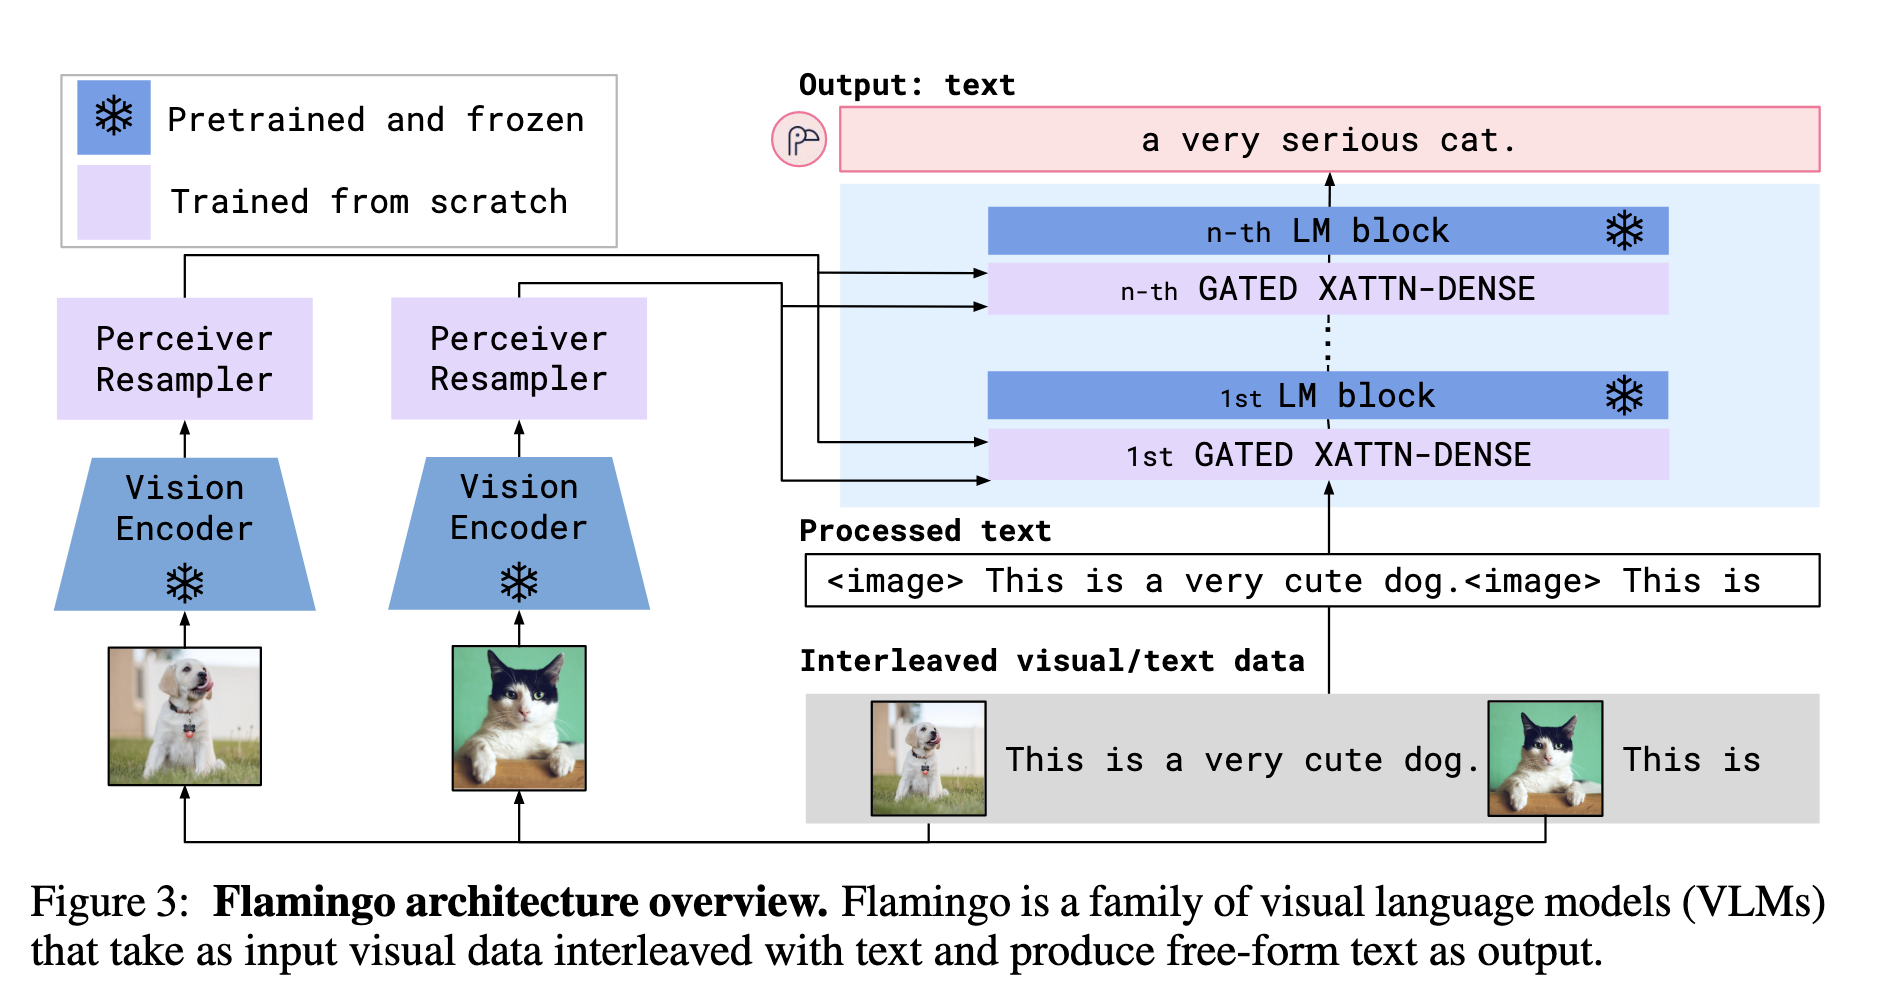 Pretrained and frozen
Trained from scratch
Output: text
a very serious cat.
n-th LM block
n-th GATED XATTN-DENSE
1st LM block
1st GATED XATTN-DENSE
Perceiver
Resampler
Perceiver
Resampler
Vision
Encoder
Vision
Encoder
Processed text
<image> This is a very cute dog.<image> This is
Interleaved visual/text data
This is a very cute dog.
This is
Figure 3: Flamingo architecture overview. Flamingo is a family of visual language models (VLMs)
that take as input visual data interleaved with text and produce free-form text as output.